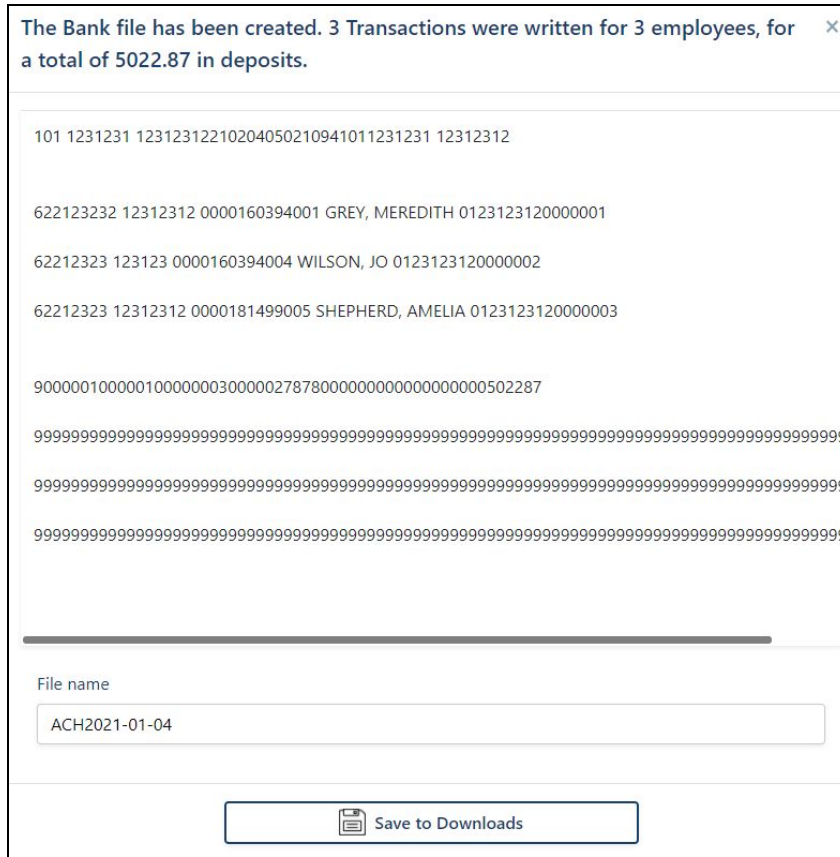 The Bank file has been created. 3 Transactions were written for 3 employees, for
a total of 5022.87 in deposits.
101 1231231 1231231221020405021094101​1231231 12312312
622123232 12312312 0000160394001 GREY, MEREDITH 0123123120000001
62212323 123123 0000160394004 WILSON, JO 0123123120000002
62212323 12312312 0000181499005 SHEPHERD, AMELIA 0123123120000003
File name
ACH2021-01-04
Save to Downloads